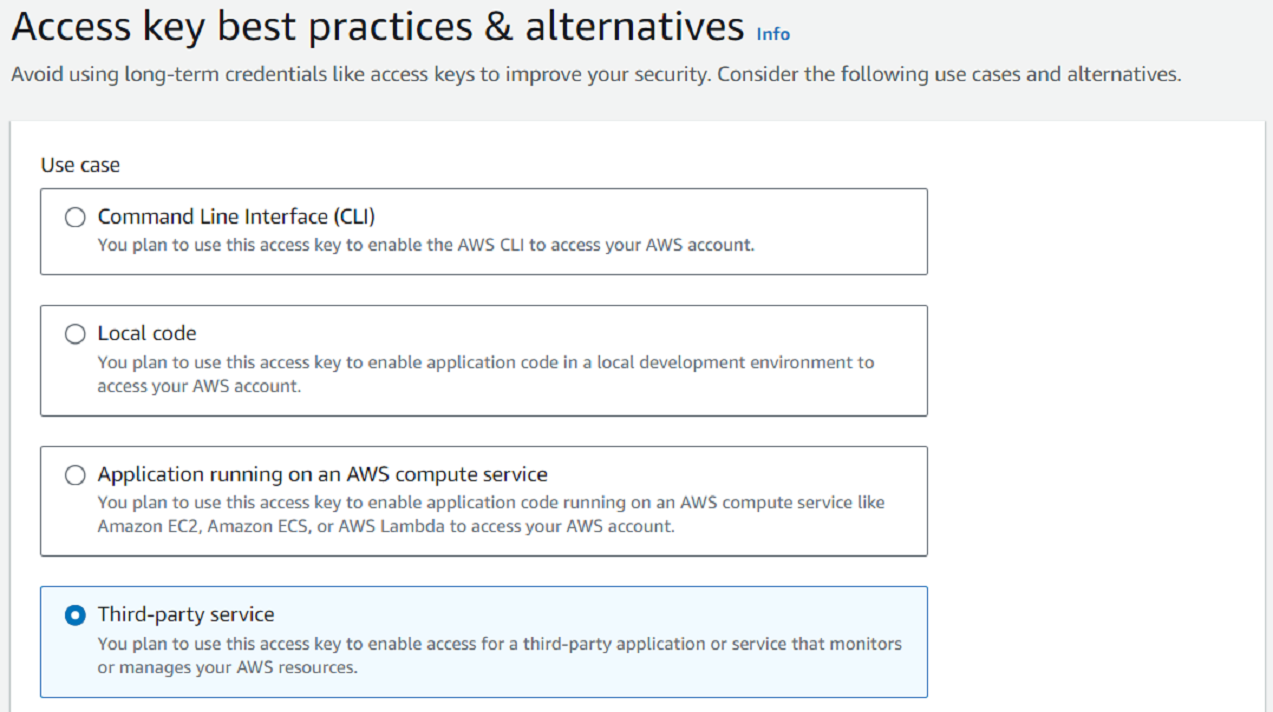 Access key best practices & alternatives Info
Avoid using long-term credentials like access keys to improve your security. Consider the following use cases and alternatives.
Use case
Command Line Interface (CLI)
You plan to use this access key to enable the AWS CLI to access your AWS account.
Local code
You plan to use this access key to enable application code in a local development environment to
access your AWS account.
Application running on an AWS compute service
You plan to use this access key to enable application code running on an AWS compute service like
Amazon EC2, Amazon ECS, or AWS Lambda to access your AWS account.
Third-party service
You plan to use this access key to enable access for a third-party application or service that monitors
or manages your AWS resources.